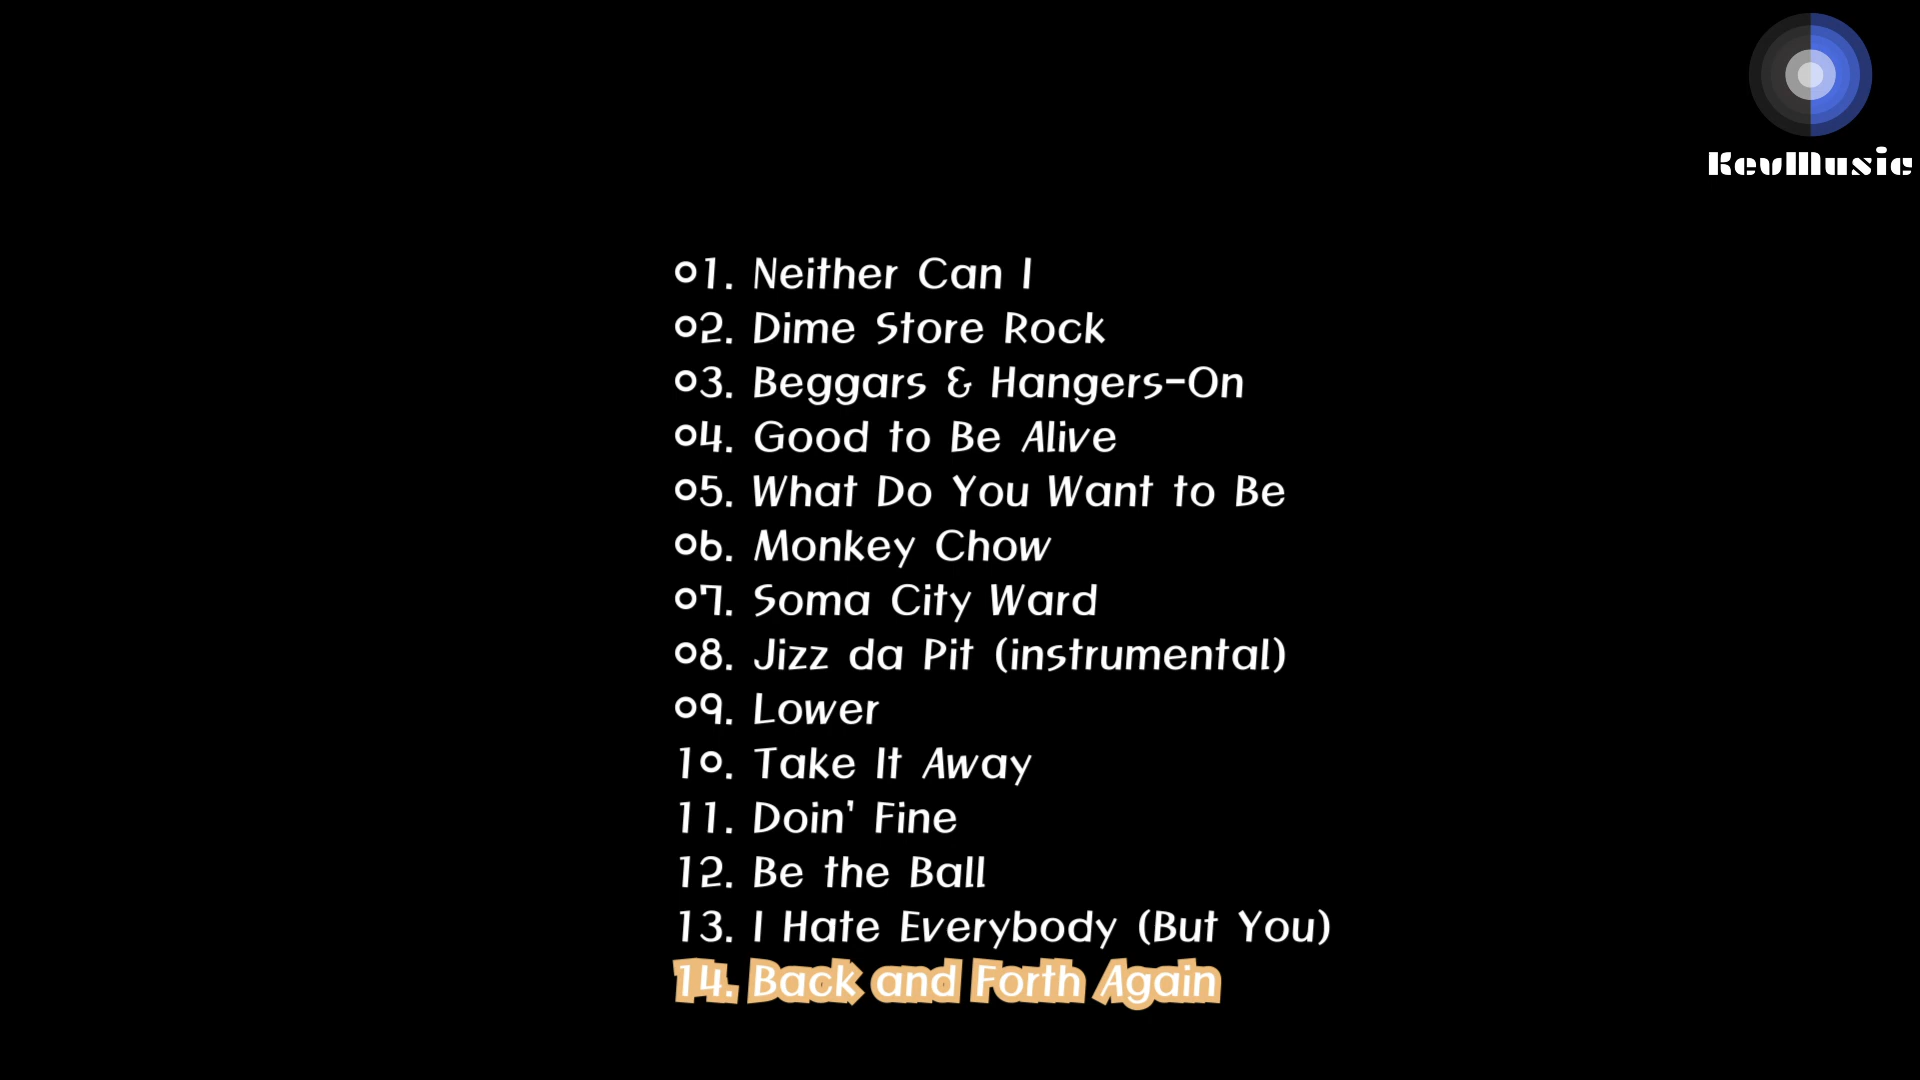 KevMusic
01. Neither Can I
02. Dime Store Rock
03. Beggars & Hangers-On
04. Good to Be Alive
05. What Do You Want to Be
06. Monkey Chow
07. Soma City Ward
08. Jizz da Pit (instrumental)
09. Lower
10. Take It Away
11. Doin' Fine
12. Be the Ball
13. I Hate Everybody (But You)
14. Back and Forth Again